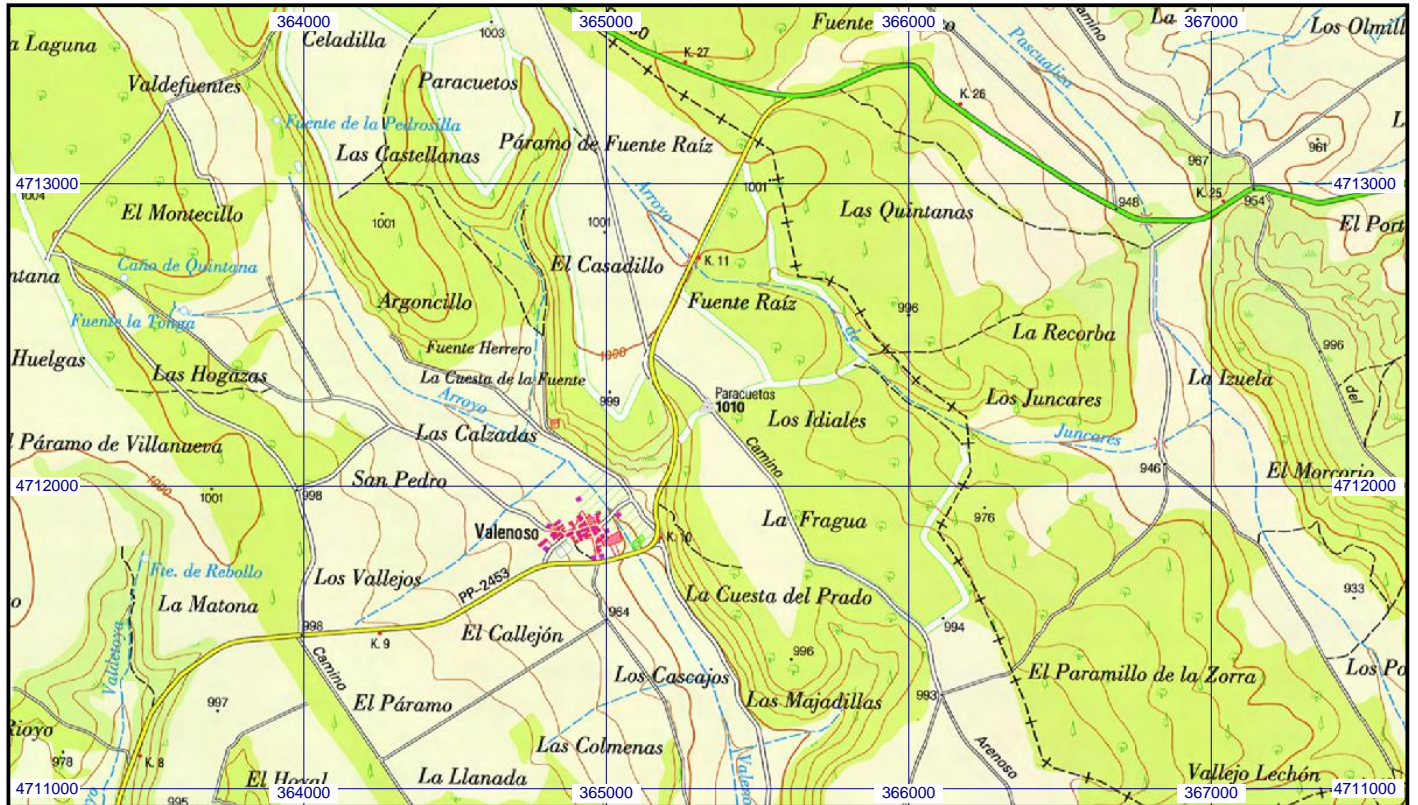 364000
365000
366000
367000
Fuente
Los Olmill
a Laguna
Celadilla
1003
K. 27
Pascualiza
Valdefuentes
Paracuetos
K. 26
Fuente de la Pedrosilla
Las Castellanas
Páramo de Fuente Raíz
967
961
4713000
4713000
1004
1001
K. 25
954
948
El Montecillo
1001
Arroyo
1001
Las Quintanas
El Port
ntana
Caño de Quintana
El Casadillo
K. 11
Argoncillo
Fuente Raíz
996
Fuente la Tonga
de
La Recorba
Huelgas
Fuente Herrero
1000
996
Las Hogazas
La Cuesta de la Fuente
La Izuela
Arroyo
999
Paracuetos
1010
Los Juncares
del
Los Idiales
l Páramo de Villanueva
Las Calzadas
Camino
Juncares
San Pedro
946
El Morcorio
4712000
4712000
1000
1001
998
976
Valenoso
La Fragua
K. 10
Fte. de Rebollo
Los Vallejos
PP-2453
933
La Matona
964
La Cuesta del Prado
994
998
K. 9
El Callejón
Valdetoya
Camino
996
Los Cascajos
El Paramillo de la Zorra
Los Po
997
El Páramo
Las Majadillas
993
Rioyo
978
K. 8
Las Colmenas
Arenoso
La Llanada
Vallejo Lechón
4711000
4711000
364000
365000
366000
367000
995